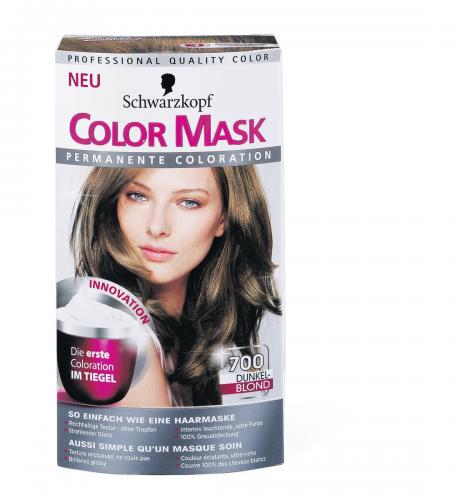 PROFESSIONAL QUALITY COLOR
NEU
Schwarzkopf
COLOR MASK
PERMANENTE COLORATION
INNOVATION
Die erste
Coloration
IM TIEGEL
700
DUNKEL-
BLOND
SO EINFACH WIE EINE HAARMASKE
• Reichhaltige Textur - ohne Tropfen
• Strahlender Glanz
• Intensiv leuchtende, satte Farbe
• 100% Grauabdeckung
AUSSI SIMPLE QU'UN MASQUE SOIN
• Texture onctueuse, ne coule pas
• Brillance glossy
• Couleur éclatante, ultra-riche
• Couvre 100% des cheveux blancs